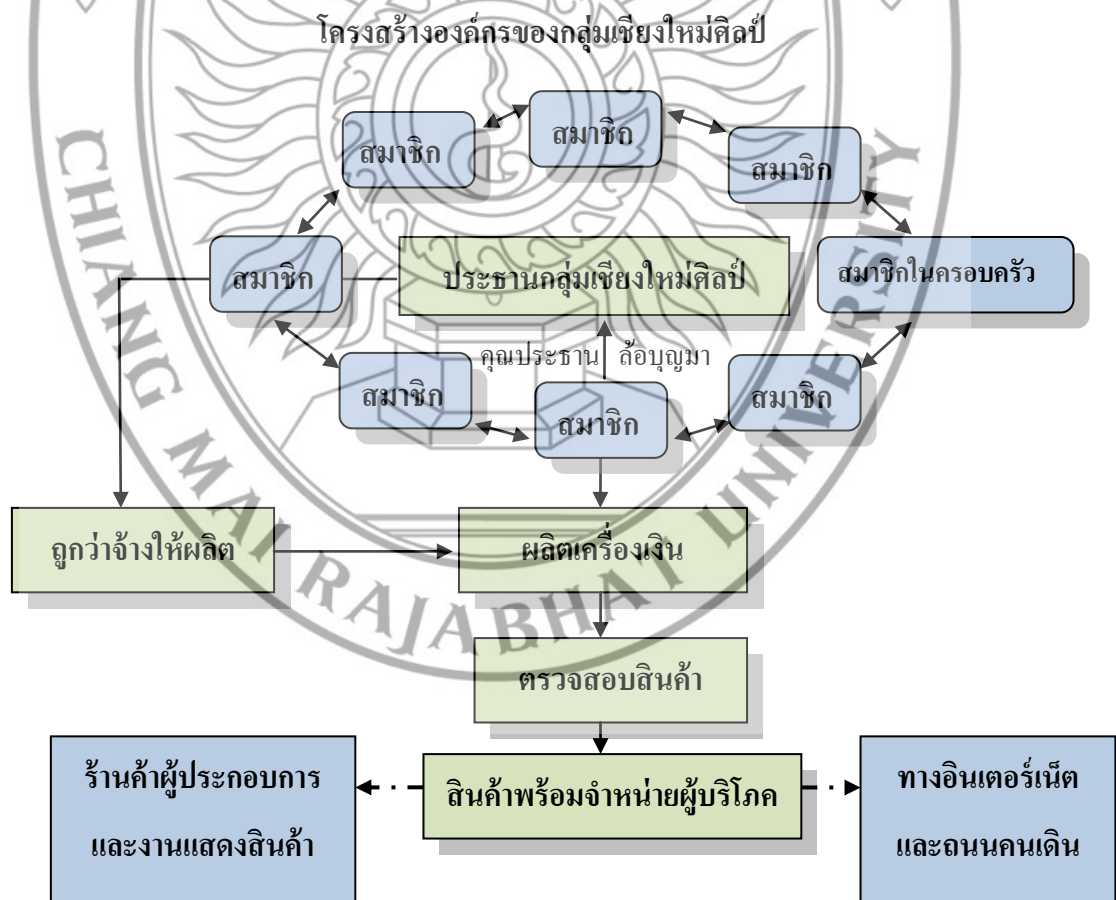 โครงสร้างองค์กรของกลุ่มเชียงใหม่ศิลป์
สมาชิก
สมาชิก
สมาชิก
สมาชิก
ประธานกลุ่มเชียงใหม่ศิลป์
สมาชิกในครอบครัว
คุณประธาน ล้อบุญมา
สมาชิก
สมาชิก
สมาชิก
ถูกว่าจ้างให้ผลิต
ผลิตเครื่องเงิน
ตรวจสอบสินค้า
ร้านค้าผู้ประกอบการ
และงานแสดงสินค้า
สินค้าพร้อมจำหน่ายผู้บริโภค
ทางอินเตอร์เน็ต
และถนนคนเดิน
CHIANG MAI RAJABHAT UNIVERSITY